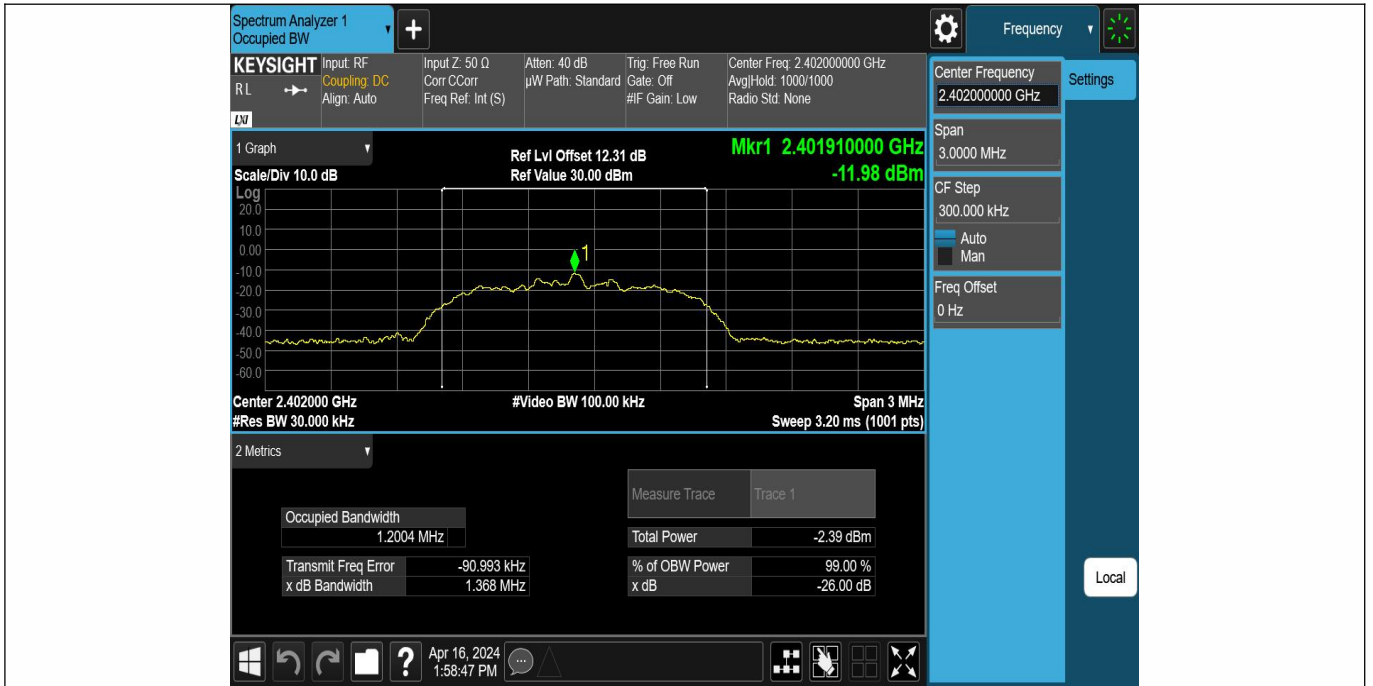 Spectrum Analyzer 1
Occupied BW
+
Frequency
KEYSIGHT
RL
LXI
Input: RF
Coupling: DC
Align: Auto
Input Z: 50 Ω
Corr CCorr
Freq Ref: Int (S)
Atten: 40 dB
µW Path: Standard
Trig: Free Run
Gate: Off
#IF Gain: Low
Center Freq: 2.402000000 GHz
Avg|Hold: 1000/1000
Radio Std: None
Center Frequency
2.402000000 GHz
Settings
Span
3.0000 MHz
CF Step
300.000 kHz
Auto
Man
Freq Offset
0 Hz
Local
1 Graph
Scale/Div 10.0 dB
Ref Lvl Offset 12.31 dB
Ref Value 30.00 dBm
Mkr1 2.401910000 GHz
-11.98 dBm
Log
20.0
10.0
0.00
-10.0
-20.0
-30.0
-40.0
-50.0
-60.0
1
Center 2.402000 GHz
#Res BW 30.000 kHz
#Video BW 100.00 kHz
Span 3 MHz
Sweep 3.20 ms (1001 pts)
2 Metrics
Measure Trace Trace 1
Occupied Bandwidth
1.2004 MHz
Total Power -2.39 dBm
Transmit Freq Error -90.993 kHz
% of OBW Power 99.00 %
x dB Bandwidth 1.368 MHz
x dB -26.00 dB
?
Apr 16, 2024
1:58:47 PM